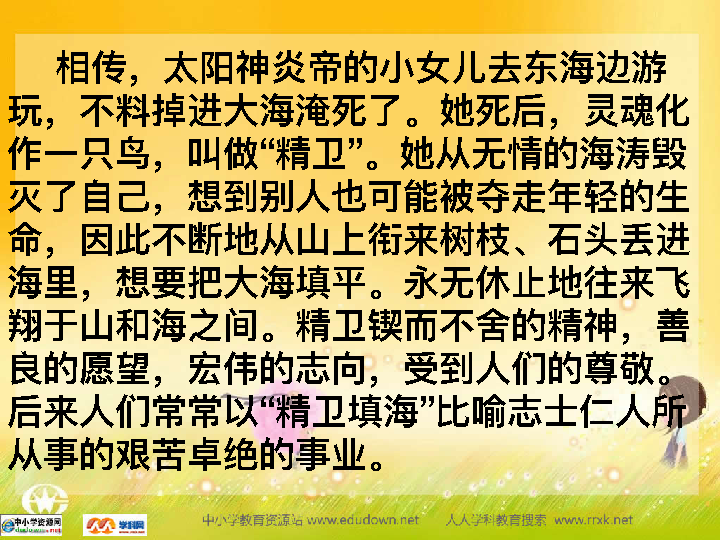 相传，太阳神炎帝的小女儿去东海边游
玩，不料掉进大海淹死了。她死后，灵魂化
作一只鸟，叫做“精卫”。她从无情的海涛毁
灭了自己，想到别人也可能被夺走年轻的生
命，因此不断地从山上衔来树枝、石头丢进
海里，想要把大海填平。永无休止地往来飞
翔于山和海之间。精卫锲而不舍的精神，善
良的愿望，宏伟的志向，受到人们的尊敬。
后来人们常常以“精卫填海”比喻志士仁人所
从事的艰苦卓绝的事业。
中小学资源网 学科网 中小学教育资源站 www.edudown.net 人人学科教育搜索 www.rrxk.net